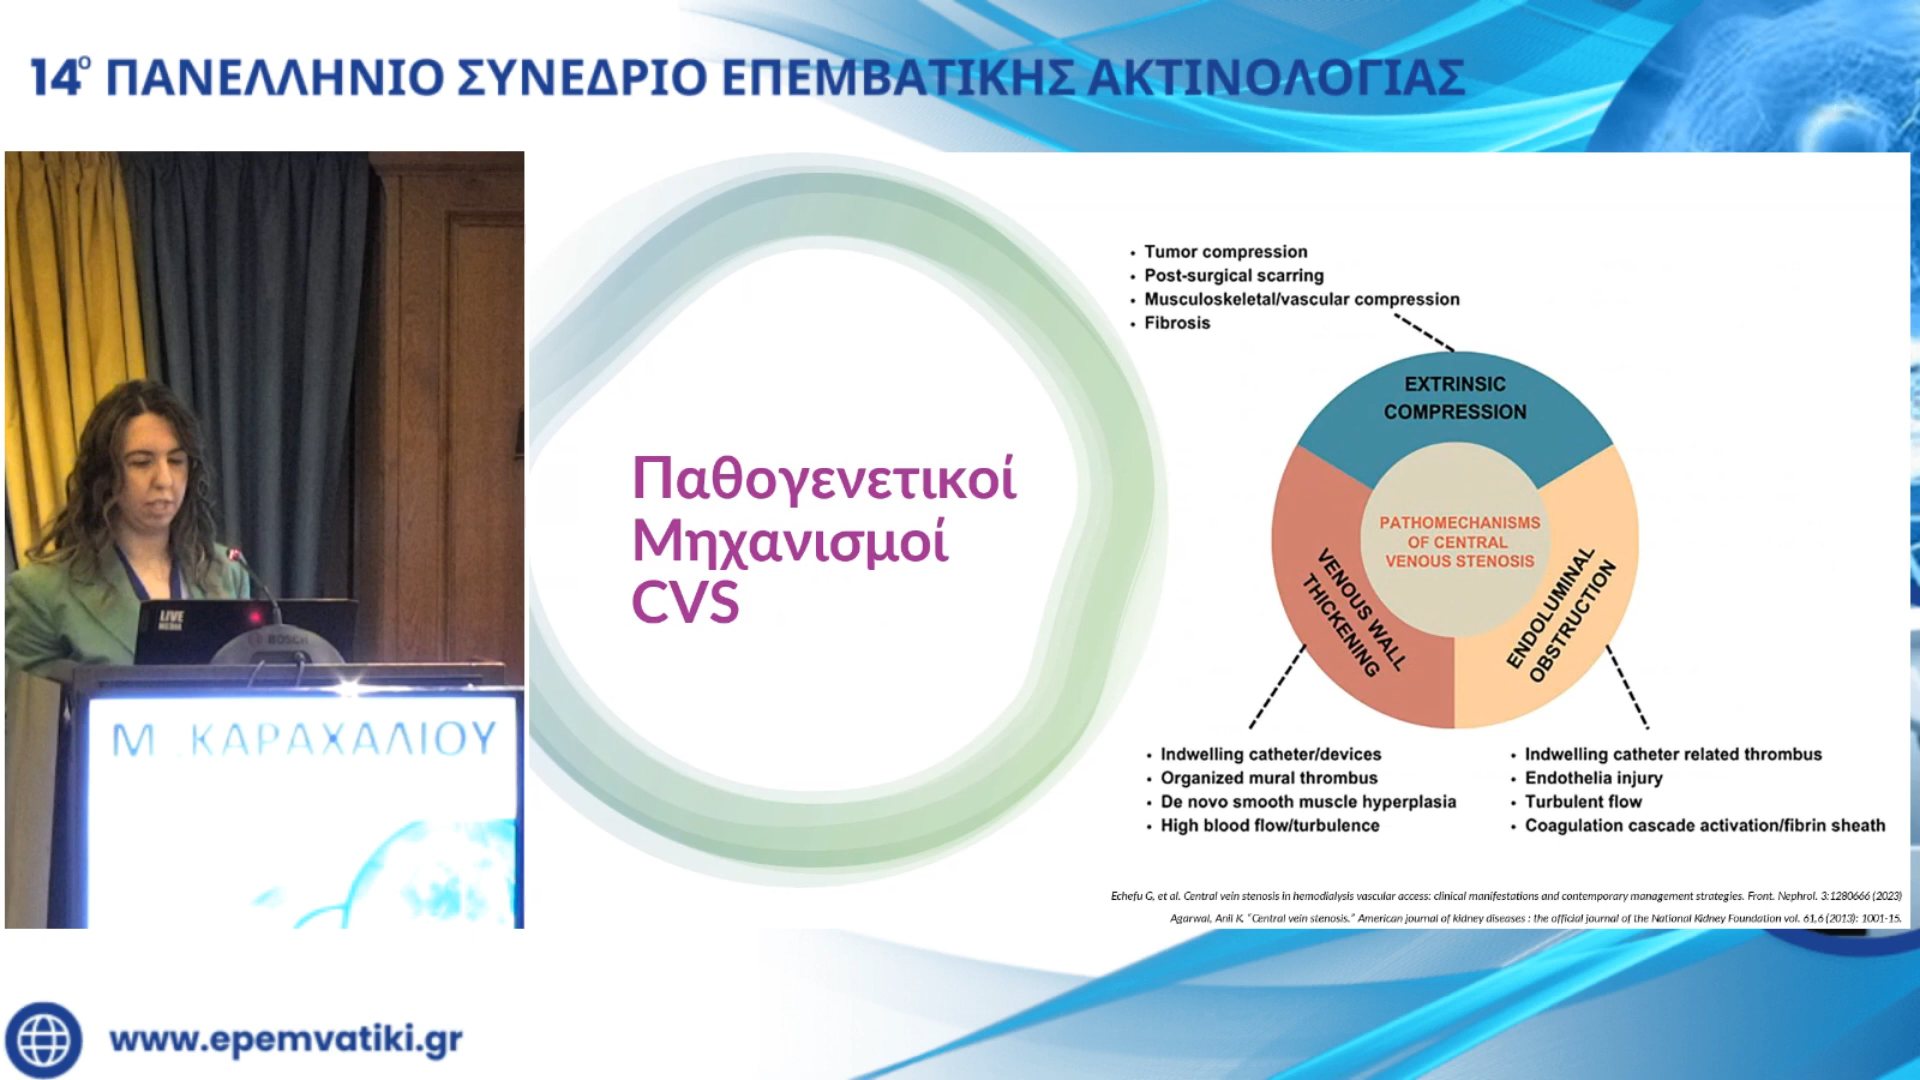 14° ΠΑΝΕΛΛΗΝΙΟ ΣΥΝΕΔΡΙΟ ΕΠΕΜΒΑΤΙΚΗΣ ΑΚΤΙΝΟΛΟΓΙΑΣ
LIVE
MEDIA
BOSCH
Μ. ΚΑΡΑΧΑΛΙΟΥ
Παθογενετικοί
Μηχανισμοί
CVS
• Tumor compression
• Post-surgical scarring
• Musculoskeletal/vascular compression
• Fibrosis
EXTRINSIC
COMPRESSION
PATHOMECHANISMS
OF CENTRAL
VENOUS STENOSIS
VENOUS WALL
THICKENING
ENDOLUMINAL
OBSTRUCTION
• Indwelling catheter/devices
• Organized mural thrombus
• De novo smooth muscle hyperplasia
• High blood flow/turbulence
• Indwelling catheter related thrombus
• Endothelia injury
• Turbulent flow
• Coagulation cascade activation/fibrin sheath
Echefu G, et al. Central vein stenosis in hemodialysis vascular access: clinical manifestations and contemporary management strategies. Front. Nephrol. 3:1280666 (2023)
Agarwal, Anil K. “Central vein stenosis.” American journal of kidney diseases : the official journal of the National Kidney Foundation vol. 61,6 (2013): 1001-15.
www.epemvatiki.gr